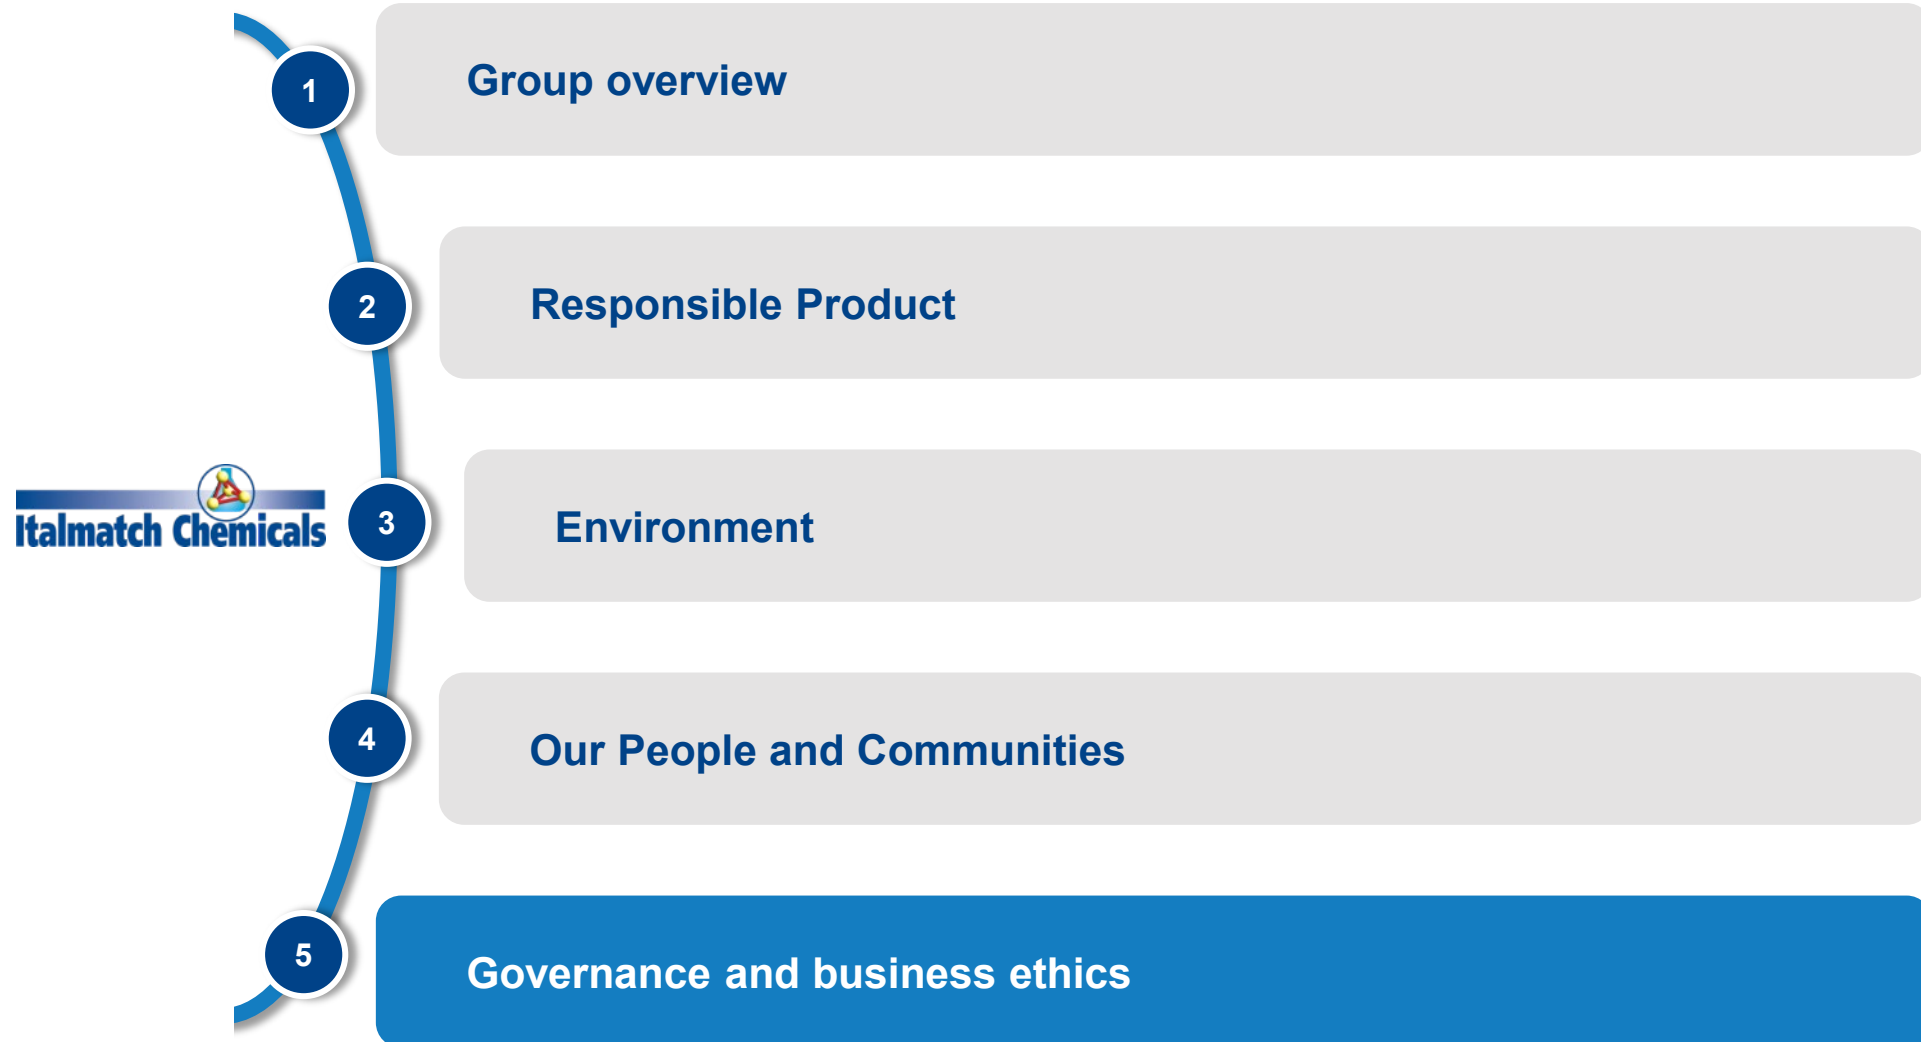 1
Group overview
2
Responsible Product
Italmatch Chemicals
3
Environment
4
Our People and Communities
5
Governance and business ethics